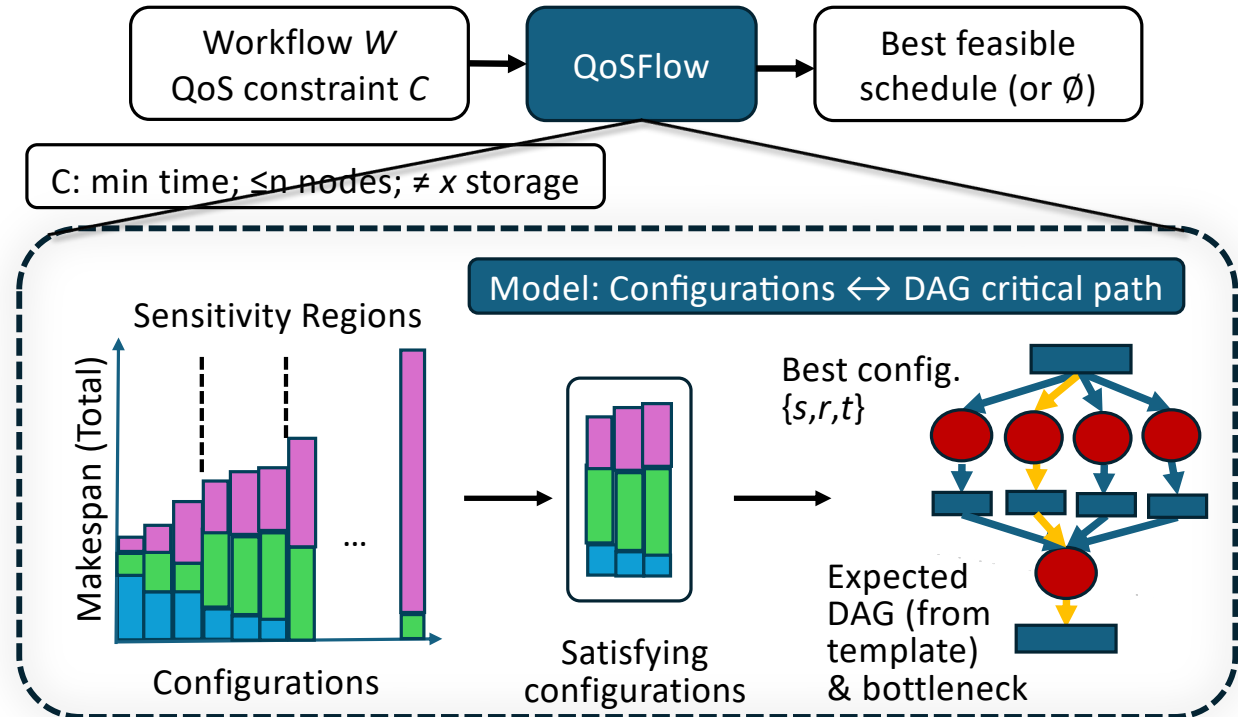 Workflow W
QoS constraint C
QoSFlow
Best feasible
schedule (or Ø)
C: min time; ≤n nodes; ≠ x storage
Model: Configurations ↔ DAG critical path
Sensitivity Regions
Makespan (Total)
...
Configurations
Satisfying
configurations
Best config.
{s,r,t}
Expected
DAG (from
template)
& bottleneck